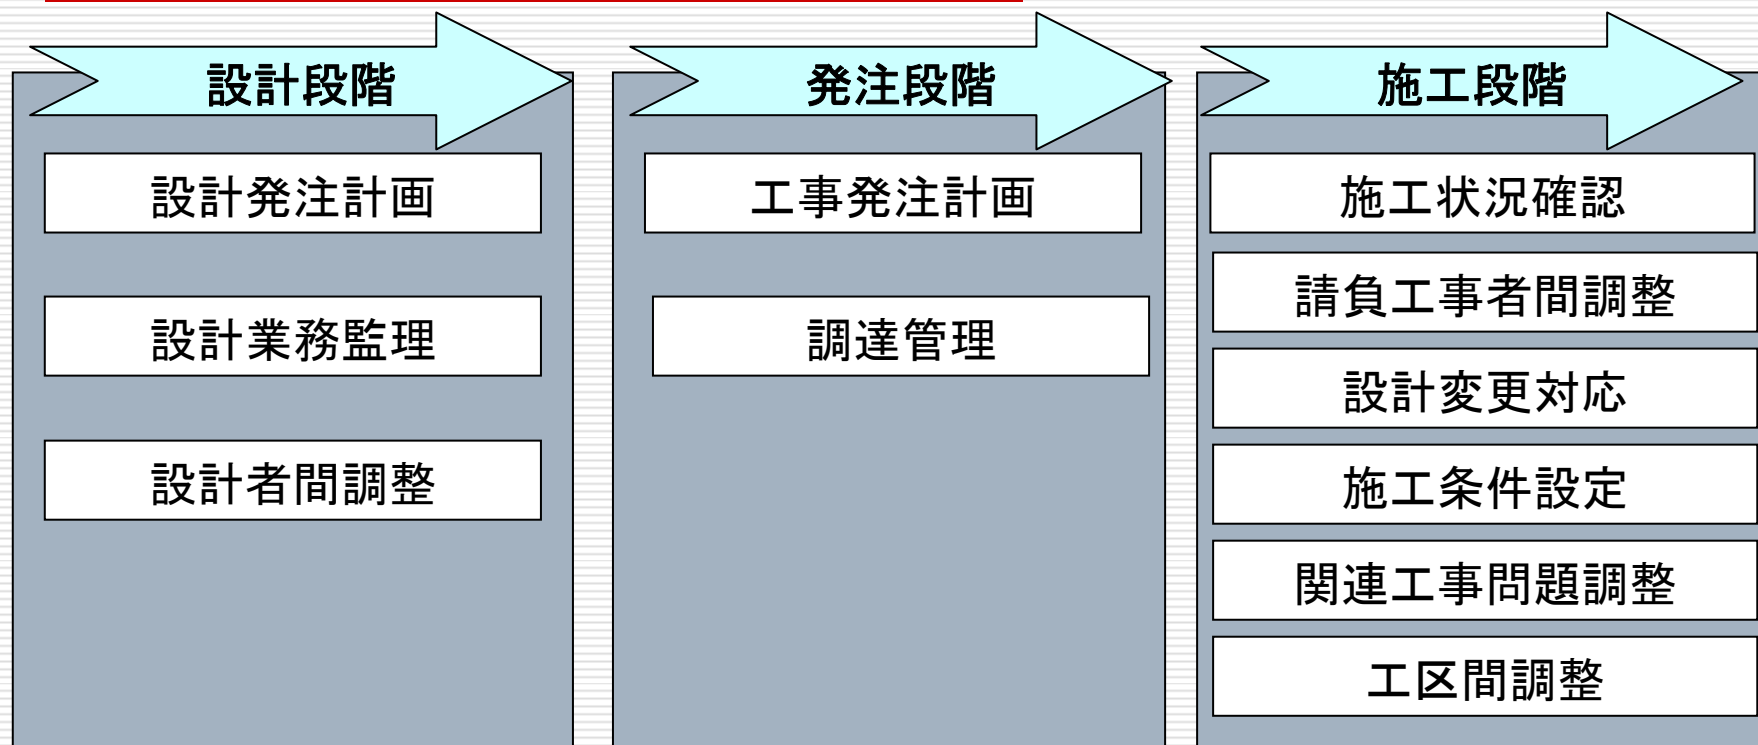 設計段階
設計発注計画
設計業務監理
設計者間調整
発注段階
工事発注計画
調達管理
施工段階
施工状況確認
請負工事者間調整
設計変更対応
施工条件設定
関連工事問題調整
工区間調整